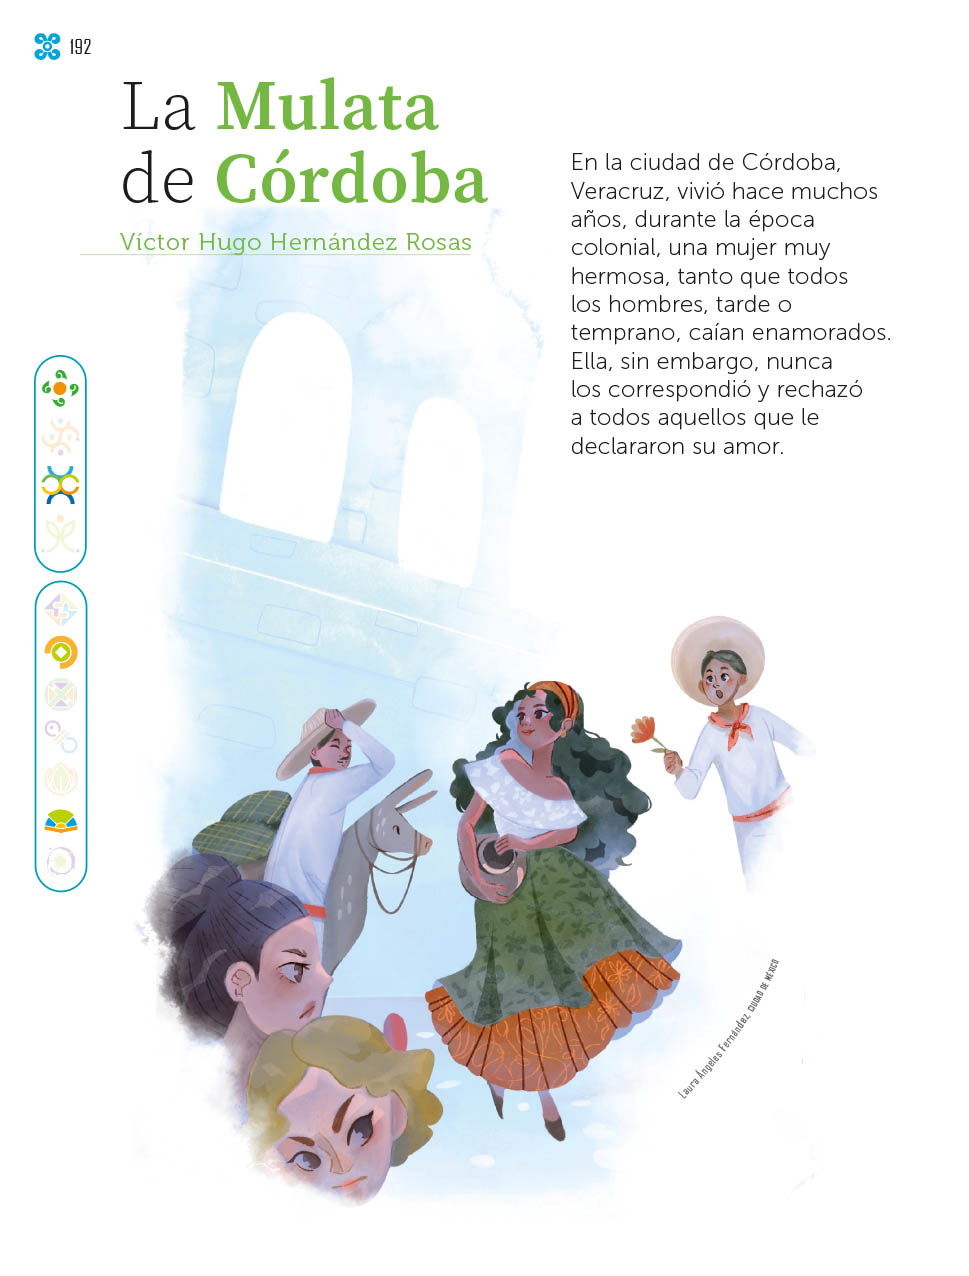 192
La Mulata
de Córdoba
Víctor Hugo Hernández Rosas
En la ciudad de Córdoba,
Veracruz, vivió hace muchos
años, durante la época
colonial, una mujer muy
hermosa, tanto que todos
los hombres, tarde o
temprano, caían enamorados.
Ella, sin embargo, nunca
los correspondió y rechazó
a todos aquellos que le
declararon su amor.
Laura Ángeles Fernández, CIUDAD DE MÉXICO